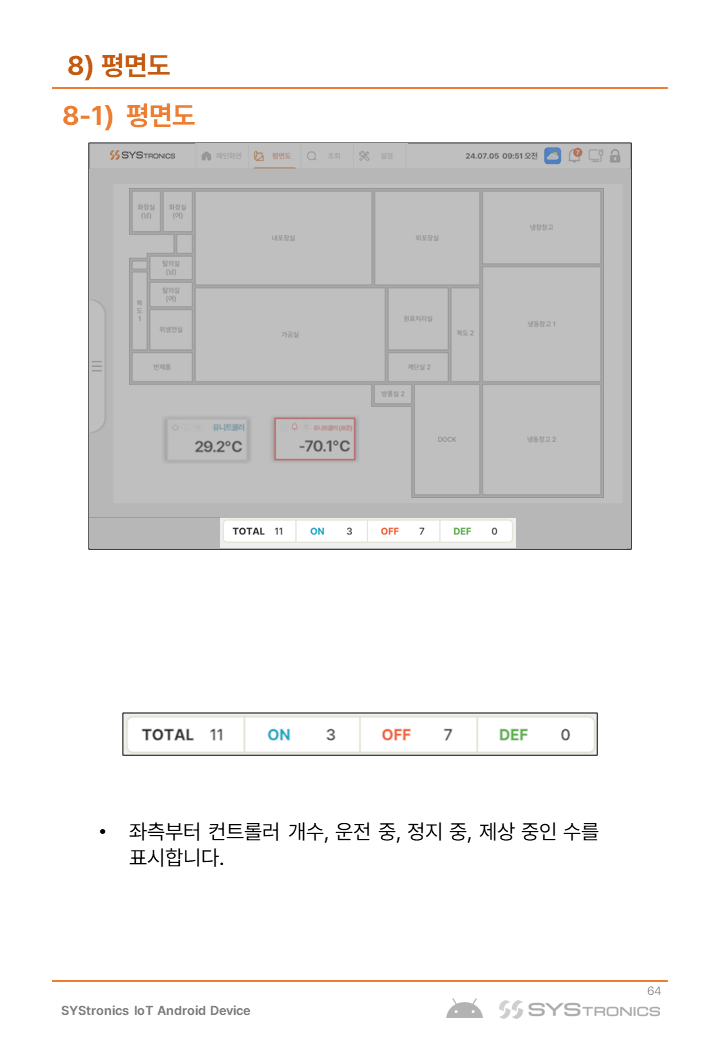 8) 평면도
8-1) 평면도
SYSTRONICS 메인화면 평면도 조회 설정 24.07.05 09:51 오전 7
화장실 (남)
화장실 (여)
내포장실
외포장실
냉장창고
탈의실 (남)
탈의실 (여)
복도 1
위생전실
가공실
원료처리실
복도 2
냉동창고 1
반제품
계단실 2
방풍실 2
DOCK
냉동창고 2
유니트쿨러
29.2°C
-70.1°C
TOTAL 11 ON 3 OFF 7 DEF 0
TOTAL 11 ON 3 OFF 7 DEF 0
• 좌측부터 컨트롤러 개수, 운전 중, 정지 중, 제상 중인 수를
표시합니다.
64
SYStronics IoT Android Device
SYSTRONICS